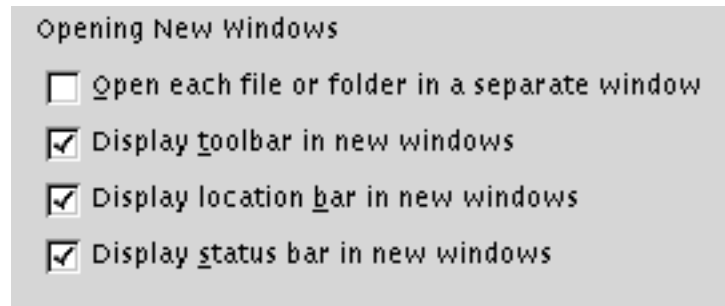 Opening New Windows
Open each file or folder in a separate window
Display toolbar in new windows
Display location bar in new windows
Display status bar in new windows